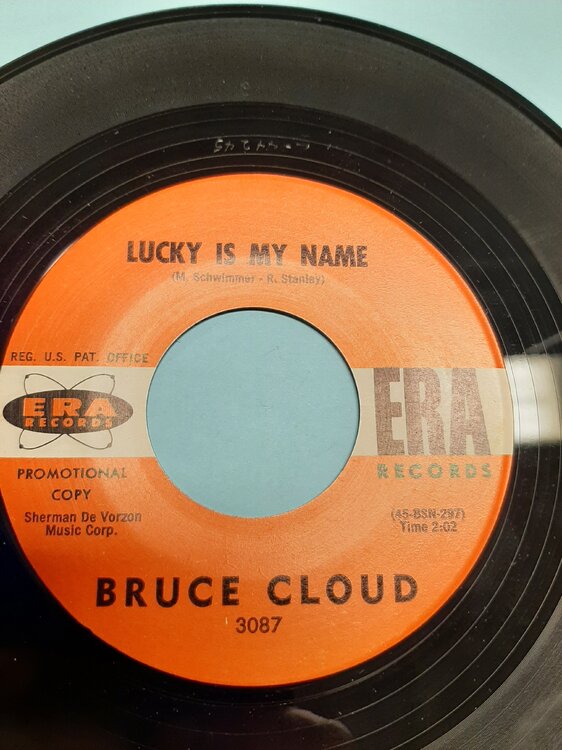 LUCKY IS MY NAME
(M. Schwimmer - R. Stanley)
REG. U.S. PAT. OFFICE
ERA
RECORDS
ERA
RECORDS
PROMOTIONAL
COPY
Sherman De Vorzon
Music Corp.
(45-BSN-297)
Time 2:02
BRUCE CLOUD
3087